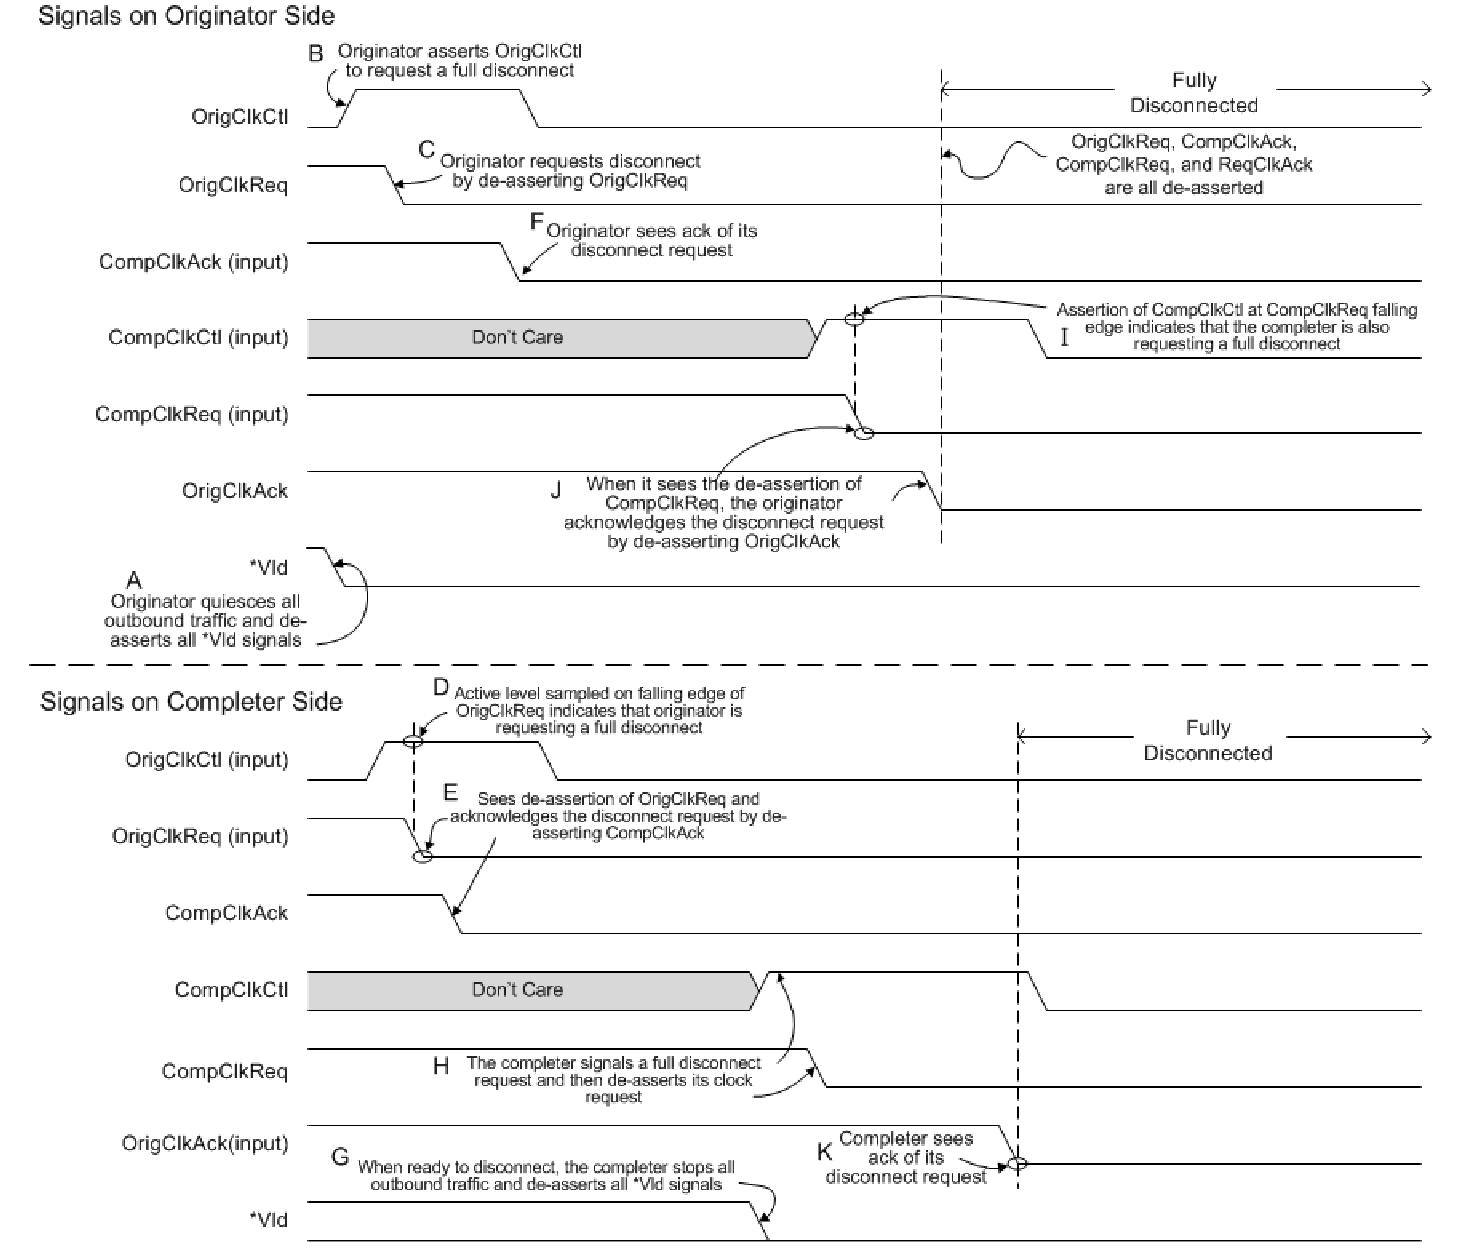 Signals on Originator Side
B
Originator asserts OrigClkCtl
to request a full disconnect
Fully
Disconnected
OrigClkCtl
OrigClkReq, CompClkAck,
CompClkReq, and ReqClkAck
are all de-asserted
C
Originator requests disconnect
by de-asserting OrigClkReq
OrigClkReq
F
Originator sees ack of its
disconnect request
CompClkAck (input)
CompClkCtl (input)
Don't Care
Assertion of CompClkCtl at CompClkReq falling
edge indicates that the completer is also
requesting a full disconnect
I
CompClkReq (input)
OrigClkAck
J
When it sees the de-assertion of
CompClkReq, the originator
acknowledges the disconnect request
by de-asserting OrigClkAck
*Vld
A
Originator quiesces all
outbound traffic and de-
asserts all *Vld signals
Signals on Completer Side
D
Active level sampled on falling edge of
OrigClkReq indicates that originator is
requesting a full disconnect
Fully
Disconnected
OrigClkCtl (input)
E
Sees de-assertion of OrigClkReq and
acknowledges the disconnect request by de-
asserting CompClkAck
OrigClkReq (input)
CompClkAck
CompClkCtl
Don't Care
CompClkReq
H
The completer signals a full disconnect
request and then de-asserts its clock
request
OrigClkAck(input)
K
Completer sees
ack of its
disconnect request
G
When ready to disconnect, the completer stops all
outbound traffic and de-asserts all *Vld signals
*Vld